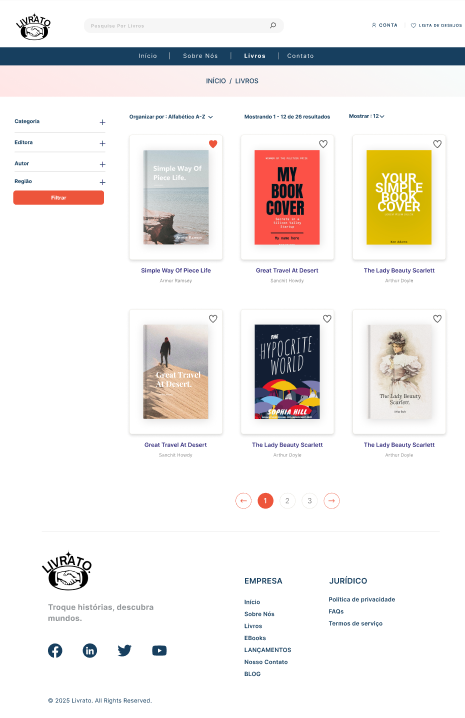 LIVRATO
Pesquise Por Livros
CONTA
LISTA DE DESEJOS
Início
Sobre Nós
Livros
Contato
INÍCIO / LIVROS
Categoria
Editora
Autor
Região
Filtrar
Organizar por : Alfabético A-Z
Mostrando 1 - 12 de 26 resultados
Mostrar : 12
Simple Way Of
Piece Life.
Simple Way Of Piece Life
Armor Ramsey
MY
BOOK
COVER
My Name Here
Great Travel At Desert
Sanchit Howdy
YOUR
SIMPLE
BOOK
COVER
The Lady Beauty Scarlett
Arthur Doyle
Great Travel
At Desert.
Great Travel At Desert
Sanchit Howdy
THE
HYPOCRITE
WORLD
SOPHIA HILL
The Lady Beauty Scarlett
Arthur Doyle
The Lady Beauty
Scarlett.
The Lady Beauty Scarlett
Arthur Doyle
1
2
3
LIVRATO
Troque histórias, descubra
mundos.
EMPRESA
Início
Sobre Nós
Livros
EBooks
LANÇAMENTOS
Nosso Contato
BLOG
JURÍDICO
Política de privacidade
FAQs
Termos de serviço
© 2025 Livrato. All Rights Reserved.